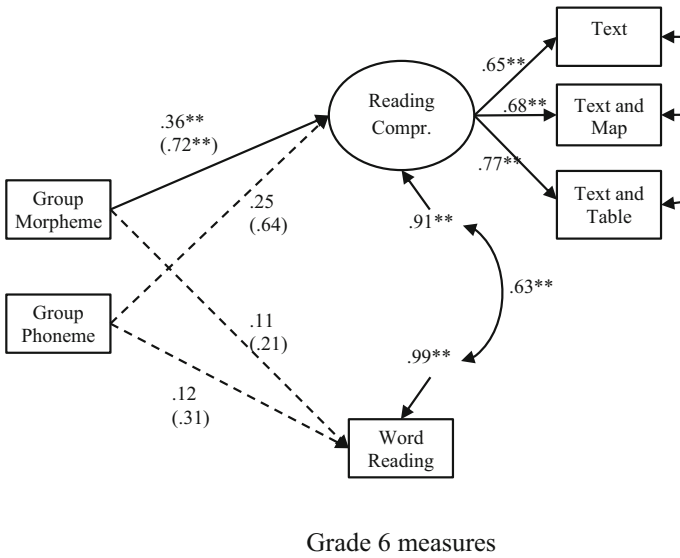 Text
.65**
Reading
Compr.
.36**
(.72**)
.68**
Text and
Map
.77**
Text and
Table
Group
Morpheme
.25
(.64)
.91**
.63**
Group
Phoneme
.11
(.21)
.99**
.12
(.31)
Word
Reading
Grade 6 measures